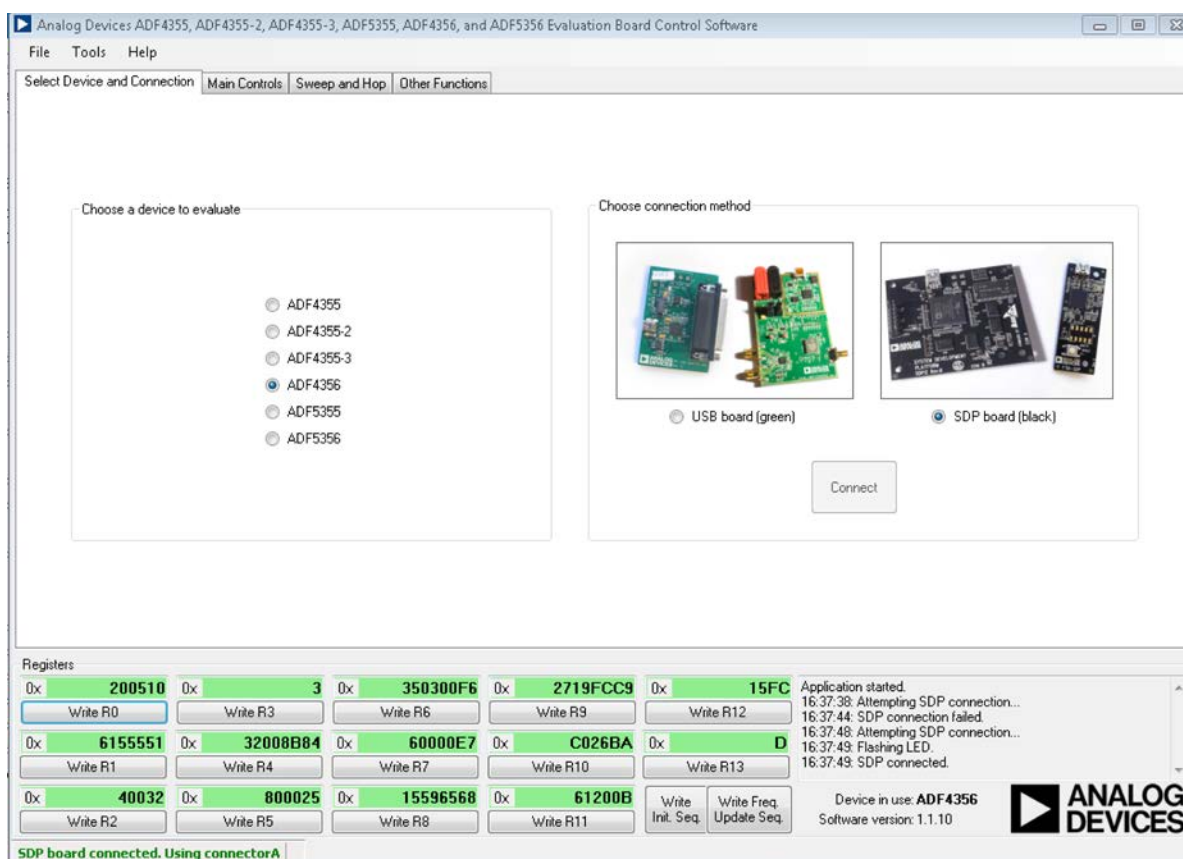 Analog Devices ADF4355, ADF4355-2, ADF4355-3, ADF5355, ADF4356, and ADF5356 Evaluation Board Control Software
File Tools Help
Select Device and Connection Main Controls Sweep and Hop Other Functions
Choose a device to evaluate
ADF4355
ADF4355-2
ADF4355-3
ADF4356
ADF5355
ADF5356
Choose connection method
ANALOG DEVICES
SYSTEM DEVELOPMENT
PLATFORM
USB board (green)
SDP board (black)
Connect
Registers
0x 200510 0x 3 0x 350300F6 0x 2719FCC9 0x 15FC
Write R0 Write R3 Write R6 Write R9 Write R12
0x 6155551 0x 32008B84 0x 60000E7 0x C026BA 0x D
Write R1 Write R4 Write R7 Write R10 Write R13
0x 40032 0x 800025 0x 15596568 0x 61200B
Write R2 Write R5 Write R8 Write R11
Write Init. Seq.
Write Freq. Update Seq.
Application started.
16:37:38: Attempting SDP connection...
16:37:44: SDP connection failed.
16:37:48: Attempting SDP connection...
16:37:49: Flashing LED.
16:37:49: SDP connected.
Device in use: ADF4356
Software version: 1.1.10
ANALOG
DEVICES
SDP board connected. Using connectorA